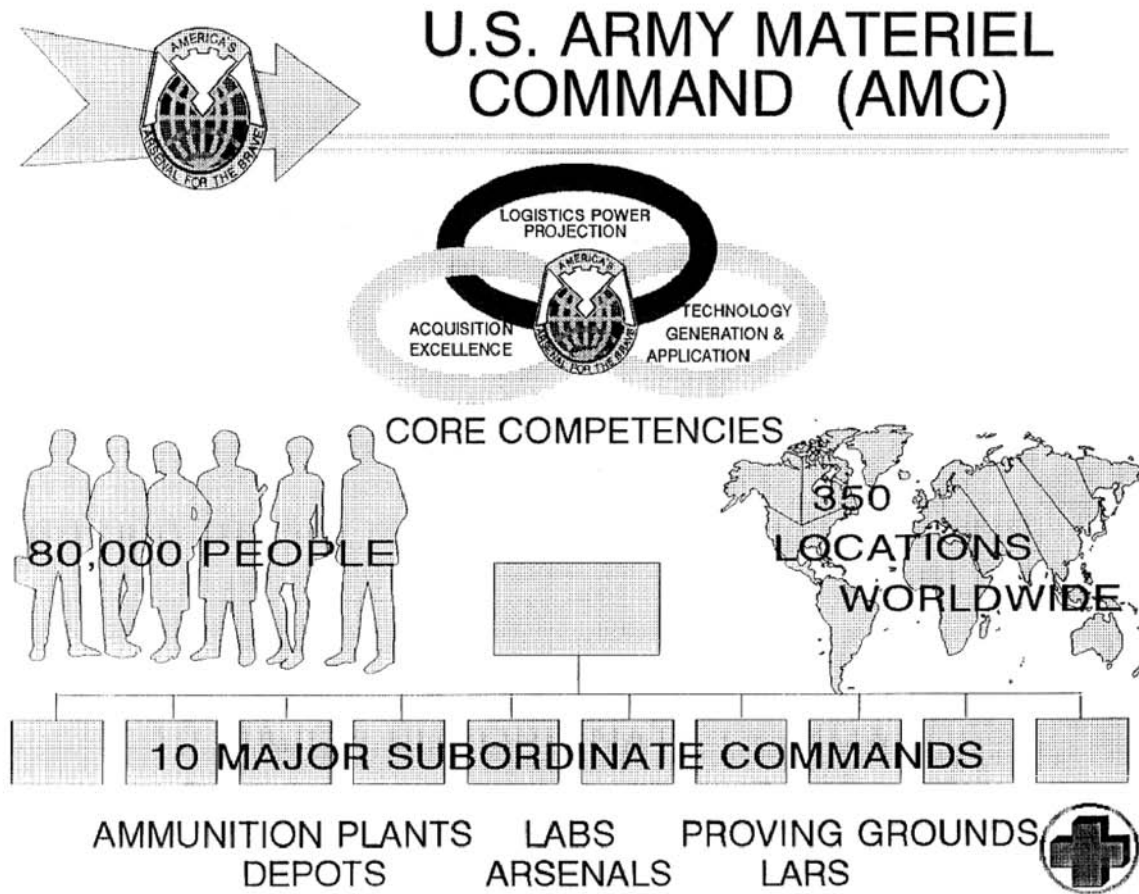 U.S. ARMY MATERIEL
COMMAND (AMC)
AMERICA'S
ARSENAL FOR THE BRAVE
LOGISTICS POWER
PROJECTION
AMERICA'S
ARSENAL FOR THE BRAVE
ACQUISITION
EXCELLENCE
TECHNOLOGY
GENERATION &
APPLICATION
CORE COMPETENCIES
80,000 PEOPLE
350
LOCATIONS
WORLDWIDE
10 MAJOR SUBORDINATE COMMANDS
AMMUNITION PLANTS LABS PROVING GROUNDS
DEPOTS ARSENALS LARS